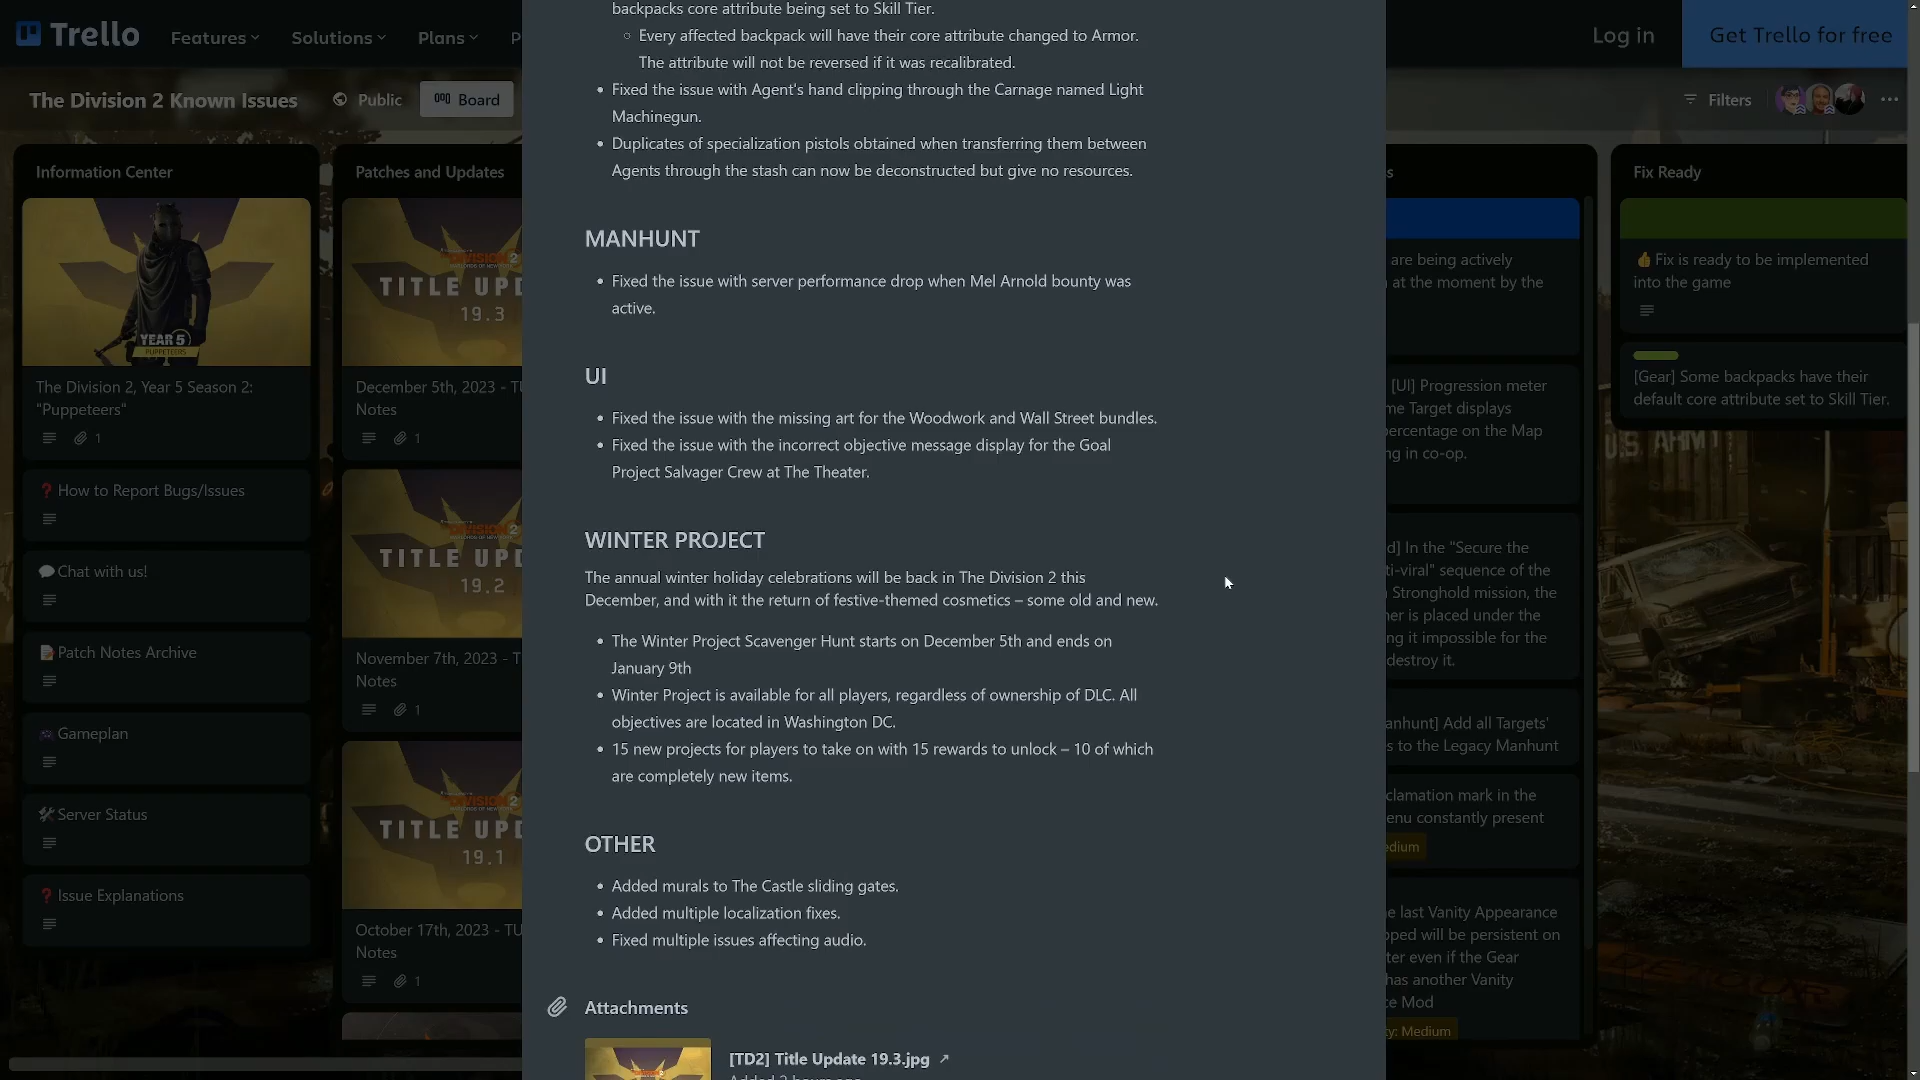 Trello
Features
Solutions
Plans
P
Log in
Get Trello for free
The Division 2 Known Issues
Public
Board
Filters
Information Center
YEAR 5
PUPPETEERS
The Division 2, Year 5 Season 2:
"Puppeteers"
1
❓How to Report Bugs/Issues
💬Chat with us!
📝Patch Notes Archive
🎮Gameplan
🛠Server Status
❓Issue Explanations
Patches and Updates
DIVISION 2
TITLE UPD
19.3
December 5th, 2023 - TU
Notes
1
DIVISION 2
TITLE UPD
19.2
November 7th, 2023 - T
Notes
1
DIVISION 2
TITLE UPD
19.1
October 17th, 2023 - TU
Notes
1
backpacks core attribute being set to Skill Tier.
Every affected backpack will have their core attribute changed to Armor.
The attribute will not be reversed if it was recalibrated.
Fixed the issue with Agent's hand clipping through the Carnage named Light
Machinegun.
Duplicates of specialization pistols obtained when transferring them between
Agents through the stash can now be deconstructed but give no resources.
MANHUNT
Fixed the issue with server performance drop when Mel Arnold bounty was
active.
UI
Fixed the issue with the missing art for the Woodwork and Wall Street bundles.
Fixed the issue with the incorrect objective message display for the Goal
Project Salvager Crew at The Theater.
WINTER PROJECT
The annual winter holiday celebrations will be back in The Division 2 this
December, and with it the return of festive-themed cosmetics – some old and new.
The Winter Project Scavenger Hunt starts on December 5th and ends on
January 9th
Winter Project is available for all players, regardless of ownership of DLC. All
objectives are located in Washington DC.
15 new projects for players to take on with 15 rewards to unlock – 10 of which
are completely new items.
OTHER
Added murals to The Castle sliding gates.
Added multiple localization fixes.
Fixed multiple issues affecting audio.
Attachments
[TD2] Title Update 19.3.jpg ↗
Added 2 hours ago
s
are being actively
at the moment by the
[UI] Progression meter
me Target displays
ercentage on the Map
ng in co-op.
d] In the "Secure the
ti-viral" sequence of the
Stronghold mission, the
ner is placed under the
ng it impossible for the
destroy it.
anhunt] Add all Targets'
s to the Legacy Manhunt
clamation mark in the
enu constantly present
edium
e last Vanity Appearance
pped will be persistent on
ter even if the Gear
has another Vanity
ce Mod
ty: Medium
Fix Ready
👍Fix is ready to be implemented
into the game
[Gear] Some backpacks have their
default core attribute set to Skill Tier.
U.S. ARMY